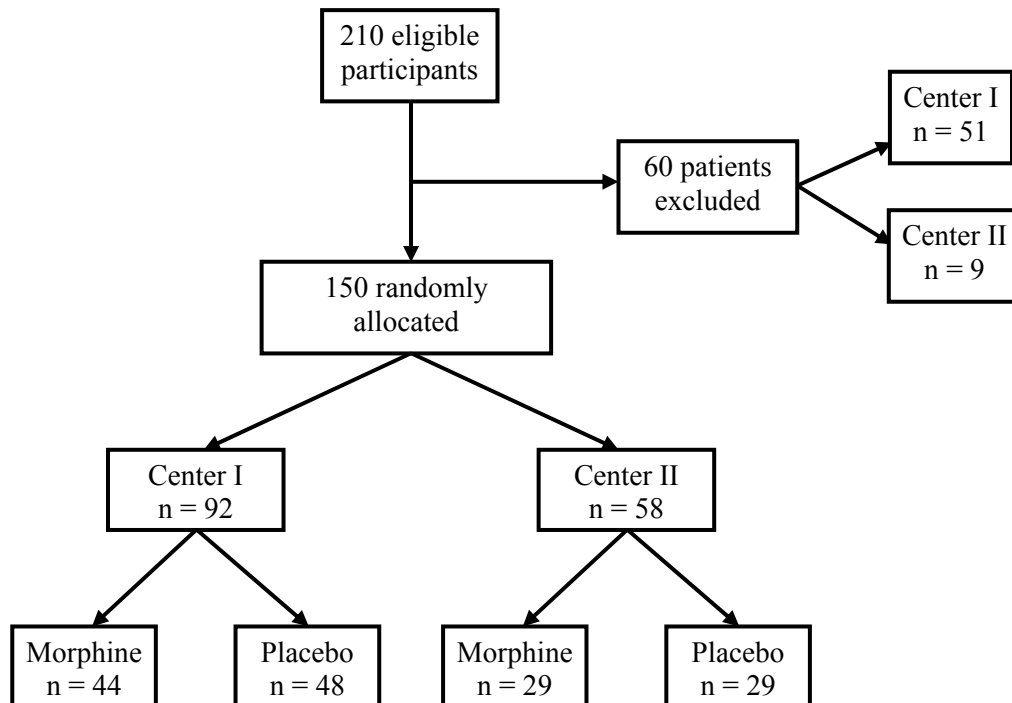 210 eligible
participants
Center I
n = 51
60 patients
excluded
Center II
n = 9
150 randomly
allocated
Center I
n = 92
Center II
n = 58
Morphine
n = 44
Placebo
n = 48
Morphine
n = 29
Placebo
n = 29